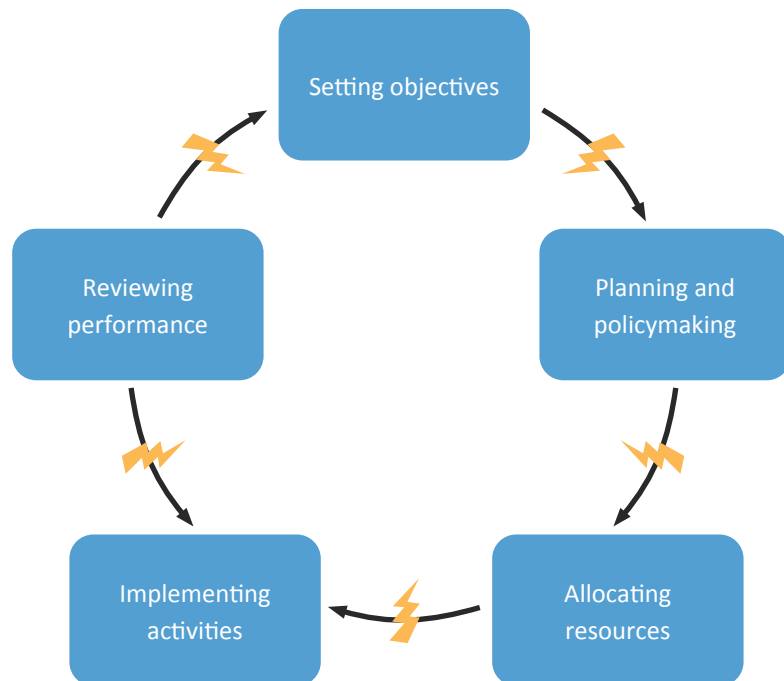 Setting objectives
Planning and
policymaking
Allocating
resources
Implementing
activities
Reviewing
performance